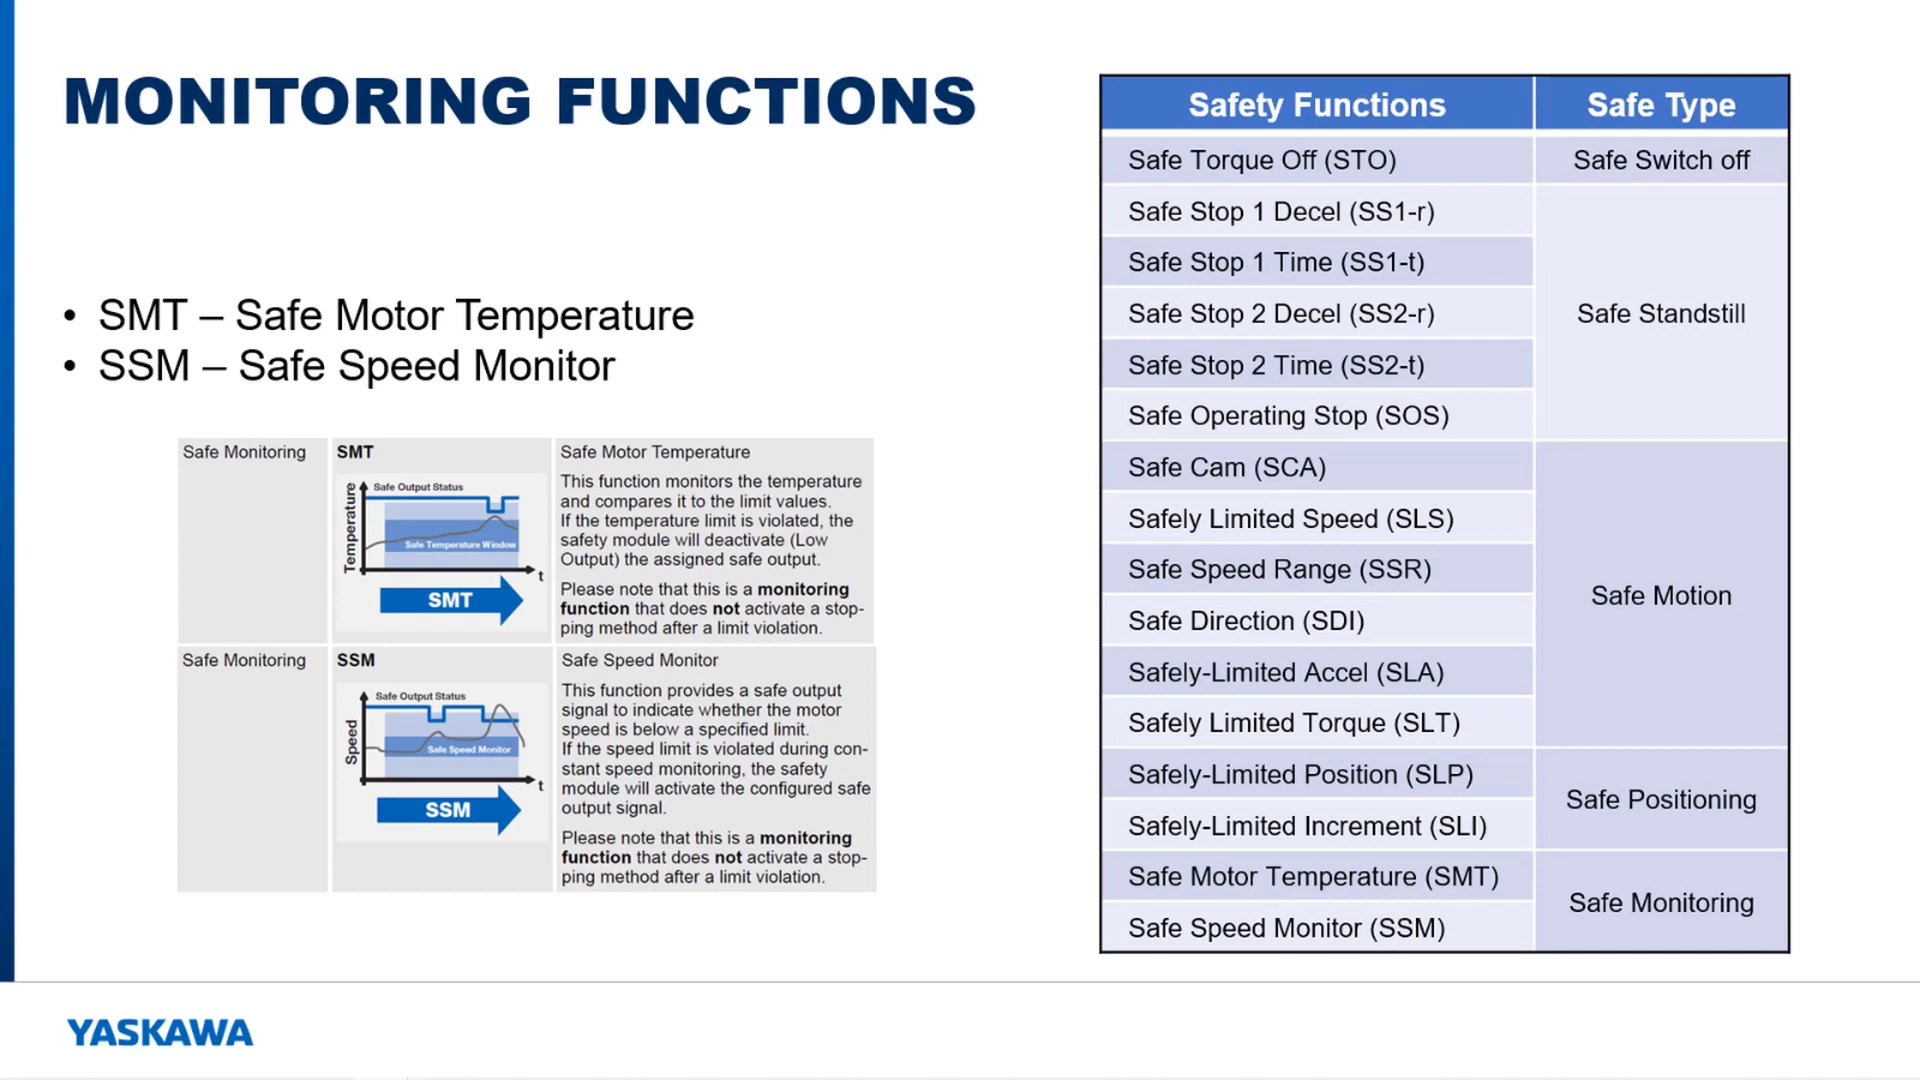 MONITORING FUNCTIONS
• SMT – Safe Motor Temperature
• SSM – Safe Speed Monitor
Safe Monitoring
SMT
Safe Output Status
Temperature
Safe Temperature Window
t
SMT
Safe Motor Temperature
This function monitors the temperature
and compares it to the limit values.
If the temperature limit is violated, the
safety module will deactivate (Low
Output) the assigned safe output.
Please note that this is a monitoring
function that does not activate a stop-
ping method after a limit violation.
Safe Monitoring
SSM
Safe Output Status
Speed
Safe Speed Monitor
t
SSM
Safe Speed Monitor
This function provides a safe output
signal to indicate whether the motor
speed is below a specified limit.
If the speed limit is violated during con-
stant speed monitoring, the safety
module will activate the configured safe
output signal.
Please note that this is a monitoring
function that does not activate a stop-
ping method after a limit violation.
Safety Functions
Safe Type
Safe Torque Off (STO)
Safe Switch off
Safe Stop 1 Decel (SS1-r)
Safe Stop 1 Time (SS1-t)
Safe Stop 2 Decel (SS2-r)
Safe Standstill
Safe Stop 2 Time (SS2-t)
Safe Operating Stop (SOS)
Safe Cam (SCA)
Safely Limited Speed (SLS)
Safe Speed Range (SSR)
Safe Motion
Safe Direction (SDI)
Safely-Limited Accel (SLA)
Safely Limited Torque (SLT)
Safely-Limited Position (SLP)
Safe Positioning
Safely-Limited Increment (SLI)
Safe Motor Temperature (SMT)
Safe Monitoring
Safe Speed Monitor (SSM)
YASKAWA